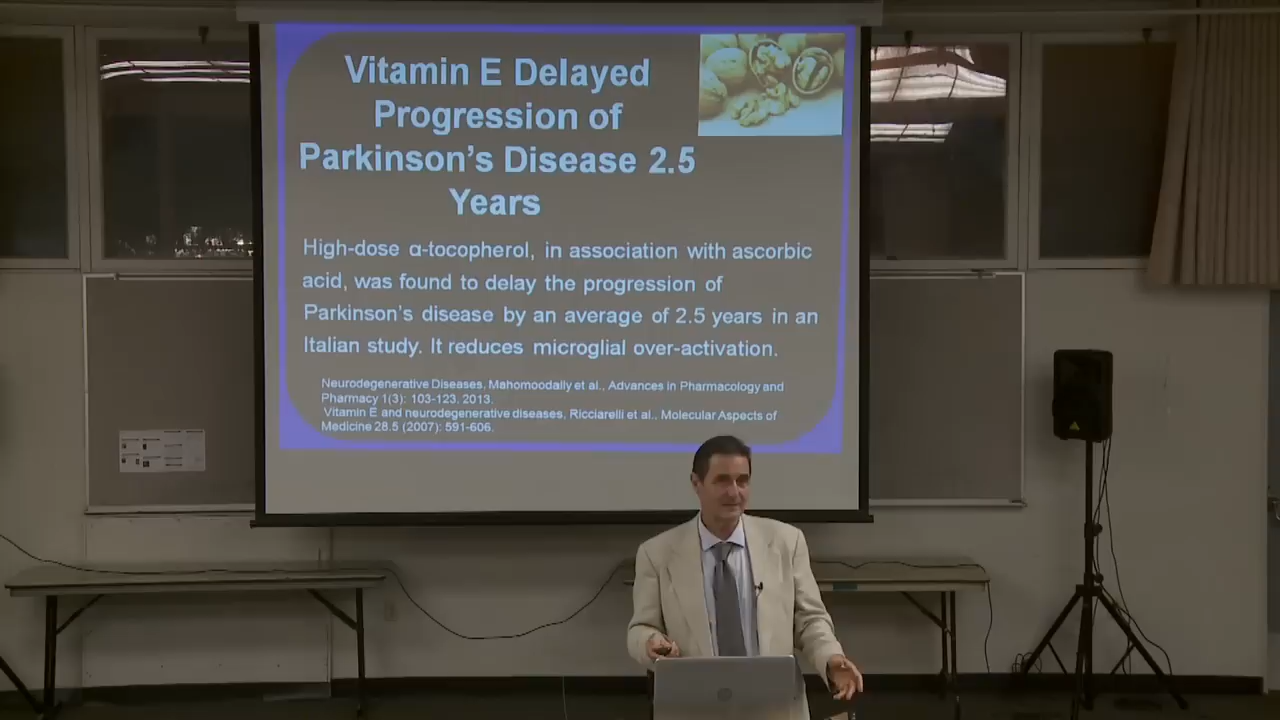 Vitamin E Delayed
Progression of
Parkinson's Disease 2.5
Years
High-dose α-tocopherol, in association with ascorbic
acid, was found to delay the progression of
Parkinson's disease by an average of 2.5 years in an
Italian study. It reduces microglial over-activation.
Neurodegenerative Diseases, Mahomoodally et al., Advances in Pharmacology and
Pharmacy 1(3): 103-123. 2013.
Vitamin E and neurodegenerative diseases, Ricciarelli et al., Molecular Aspects of
Medicine 28.5 (2007): 591-606.